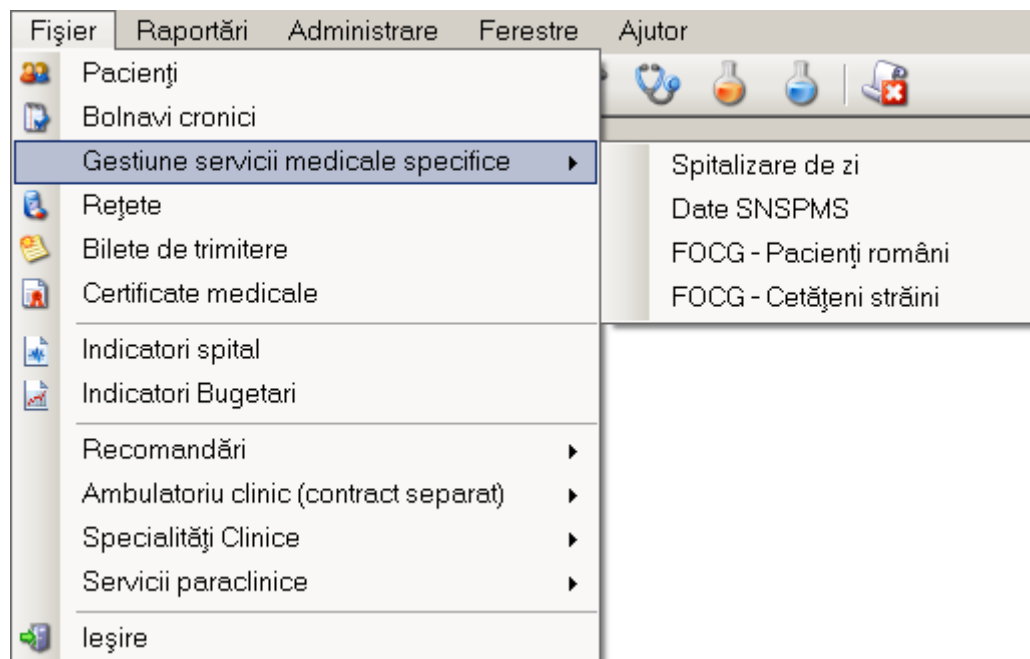 Fişier Raportări Administrare Ferestre Ajutor
Pacienţi
Bolnavi cronici
Gestiune servicii medicale specifice
Spitalizare de zi
Date SNSPMS
FOCG - Pacienţi români
FOCG - Cetăţeni străini
Reţete
Bilete de trimitere
Certificate medicale
Indicatori spital
Indicatori Bugetari
Recomandări
Ambulatoriu clinic (contract separat)
Specialităţi Clinice
Servicii paraclinice
Ieşire